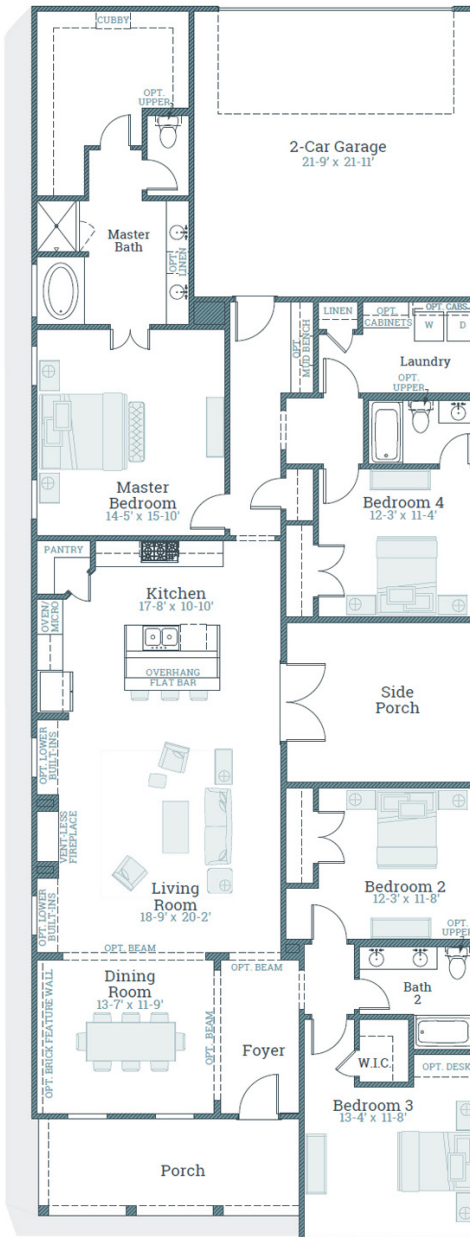 CUBBY
OPT.
UPPER
2-Car Garage
21'-9' x 21'-11'
Master
Bath
OPT.
LINEN
OPT.
MUD BENCH
LINEN
OPT.
CABINETS
OPT. CABS
W
D
Laundry
OPT.
UPPER
Master
Bedroom
14'-5' x 15'-10'
Bedroom 4
12'-3' x 11'-4'
PANTRY
Kitchen
17'-8' x 10'-10'
OVEN/
MICRO
OVERHANG
FLAT BAR
Side
Porch
OPT. LOWER
BUILT-INS
VENT-LESS
FIREPLACE
Living
Room
18'-9' x 20'-2'
OPT. LOWER
BUILT-INS
Bedroom 2
12'-3' x 11'-8'
OPT.
UPPER
OPT. BEAM
OPT. BEAM
Dining
Room
13'-7' x 11'-9'
OPT. BRICK FEATURE WALL
OPT. BEAM
Foyer
Bath
2
W.I.C.
OPT. DESK
Bedroom 3
13'-4' x 11'-8'
Porch